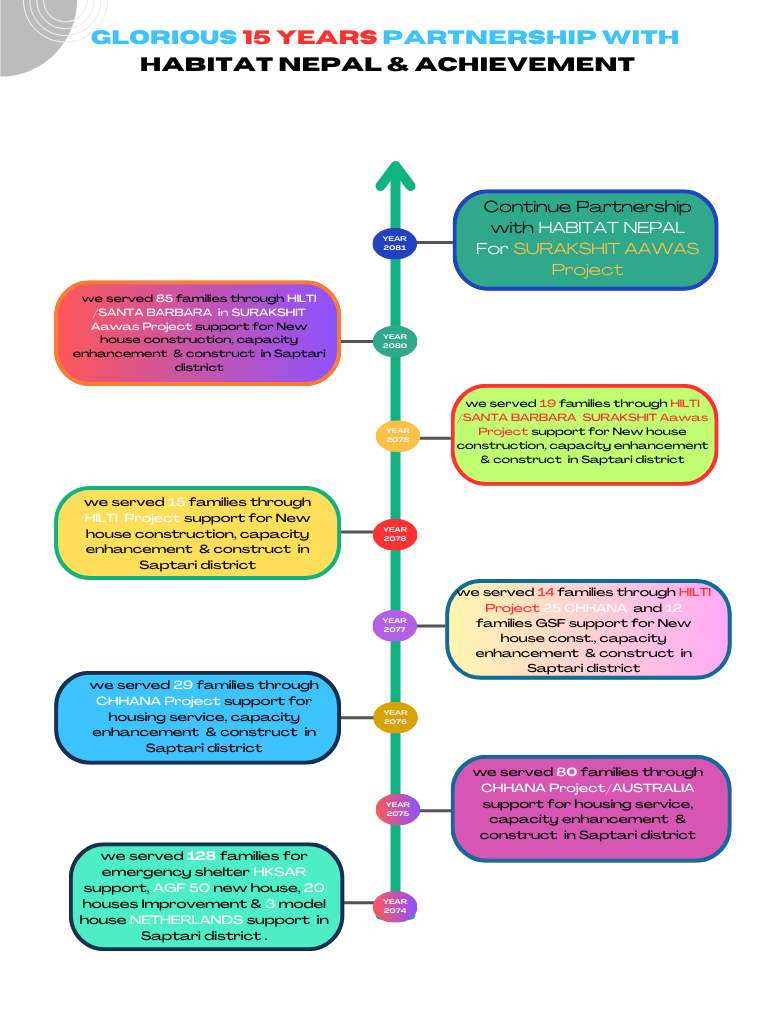 GLORIOUS 15 YEARS PARTNERSHIP WITH
HABITAT NEPAL & ACHIEVEMENT
Continue Partnership
with HABITAT NEPAL
For SURAKSHIT AAWAS
Project
YEAR
2081
we served 85 families through HILTI
/SANTA BARBARA in SURAKSHIT
Aawas Project support for New
house construction, capacity
enhancement & construct in Saptari
district
YEAR
2080
we served 19 families through HILTI
/SANTA BARBARA SURAKSHIT Aawas
Project support for New house
construction, capacity enhancement
& construct in Saptari district
YEAR
2078
we served 15 families through
HILTI Project support for New
house construction, capacity
enhancement & construct in
Saptari district
YEAR
2078
we served 14 families through HILTI
Project 25 CHHANA and 12
families GSF support for New
house const., capacity
enhancement & construct in
Saptari district
YEAR
2077
we served 29 families through
CHHANA Project support for
housing service, capacity
enhancement & construct in
Saptari district
YEAR
2076
we served 80 families through
CHHANA Project/AUSTRALIA
support for housing service,
capacity enhancement &
construct in Saptari district
YEAR
2075
we served 128 families for
emergency shelter HKSAR
support, AGF 50 new house, 20
houses Improvement & 3 model
house NETHERLANDS support in
Saptari district .
YEAR
2074